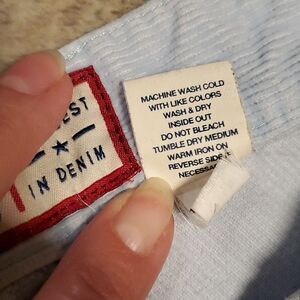 EST
IN DENIM
MACHINE WASH COLD
WITH LIKE COLORS
WASH & DRY
INSIDE OUT
DO NOT BLEACH
TUMBLE DRY MEDIUM
WARM IRON ON
REVERSE SIDE
NECESSA